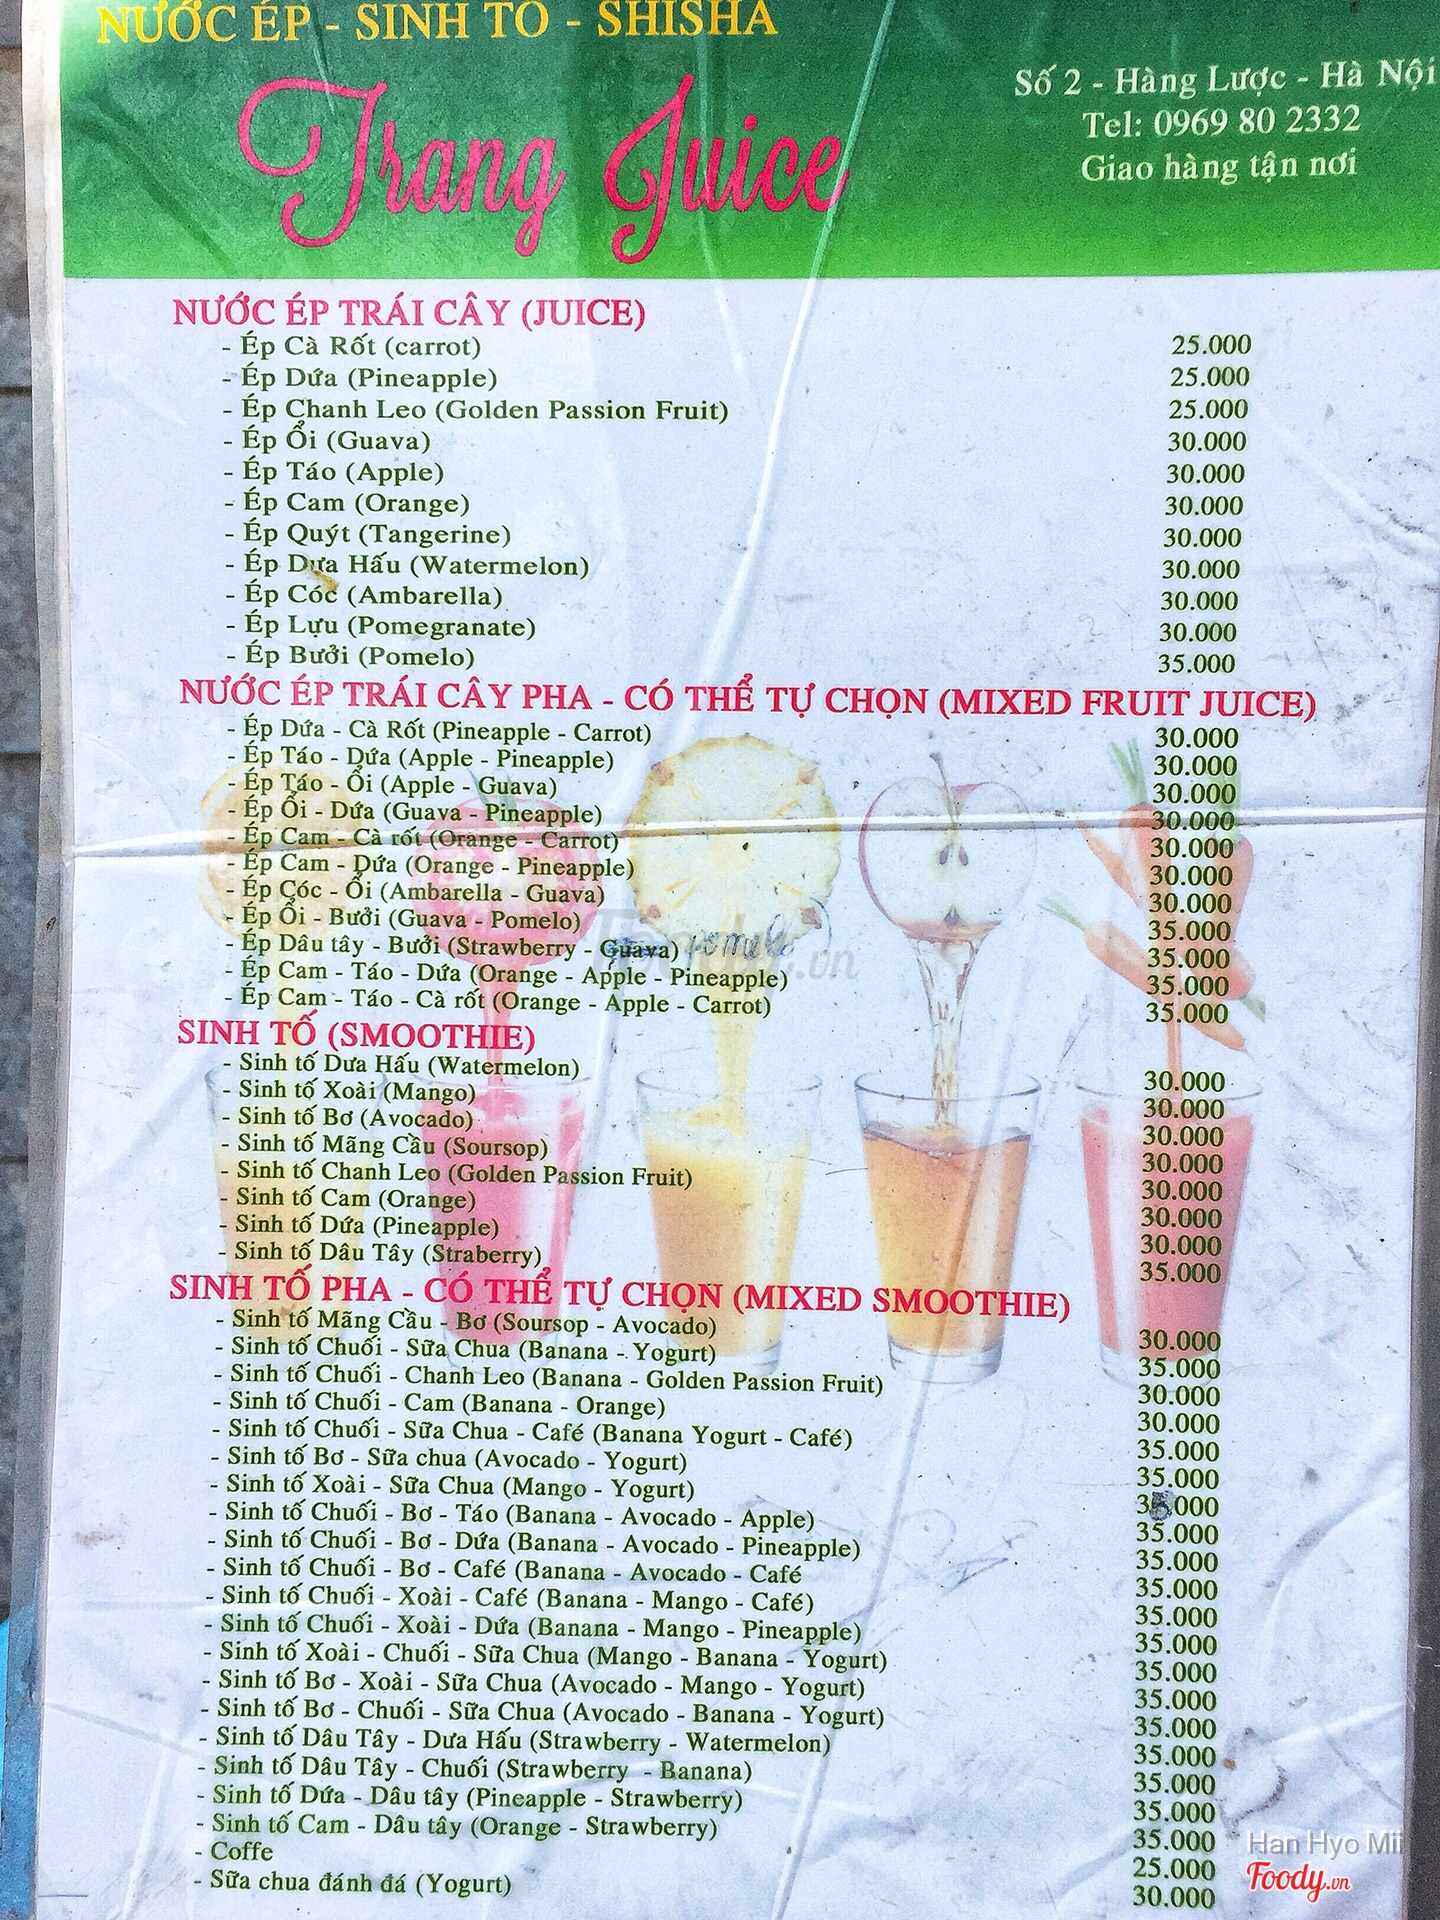 NƯỚC ÉP - SINH TỐ - SHISHA
Trang Juice
Số 2 - Hàng Lược - Hà Nội
Tel: 0969 80 2332
Giao hàng tận nơi
NƯỚC ÉP TRÁI CÂY (JUICE)
- Ép Cà Rốt (carrot) 25.000
- Ép Dứa (Pineapple) 25.000
- Ép Chanh Leo (Golden Passion Fruit) 25.000
- Ép Ổi (Guava) 30.000
- Ép Táo (Apple) 30.000
- Ép Cam (Orange) 30.000
- Ép Quýt (Tangerine) 30.000
- Ép Dưa Hấu (Watermelon) 30.000
- Ép Cóc (Ambarella) 30.000
- Ép Lựu (Pomegranate) 30.000
- Ép Bưởi (Pomelo) 35.000
NƯỚC ÉP TRÁI CÂY PHA - CÓ THỂ TỰ CHỌN (MIXED FRUIT JUICE)
- Ép Dứa - Cà Rốt (Pineapple - Carrot) 30.000
- Ép Táo - Dứa (Apple - Pineapple) 30.000
- Ép Táo - Ổi (Apple - Guava) 30.000
- Ép Ổi - Dứa (Guava - Pineapple) 30.000
- Ép Cam - Cà rốt (Orange - Carrot) 30.000
- Ép Cam - Dứa (Orange - Pineapple) 30.000
- Ép Cóc - Ổi (Ambarella - Guava) 30.000
- Ép Ổi - Bưởi (Guava - Pomelo) 35.000
- Ép Dâu tây - Bưởi (Strawberry - Guava) 35.000
- Ép Cam - Táo - Dứa (Orange - Apple - Pineapple) 35.000
- Ép Cam - Táo - Cà rốt (Orange - Apple - Carrot) 35.000
SINH TỐ (SMOOTHIE)
- Sinh tố Dưa Hấu (Watermelon) 30.000
- Sinh tố Xoài (Mango) 30.000
- Sinh tố Bơ (Avocado) 30.000
- Sinh tố Mãng Cầu (Soursop) 30.000
- Sinh tố Chanh Leo (Golden Passion Fruit) 30.000
- Sinh tố Cam (Orange) 30.000
- Sinh tố Dứa (Pineapple) 30.000
- Sinh tố Dâu Tây (Straberry) 35.000
SINH TỐ PHA - CÓ THỂ TỰ CHỌN (MIXED SMOOTHIE)
- Sinh tố Mãng Cầu - Bơ (Soursop - Avocado) 30.000
- Sinh tố Chuối - Sữa Chua (Banana - Yogurt) 35.000
- Sinh tố Chuối - Chanh Leo (Banana - Golden Passion Fruit) 30.000
- Sinh tố Chuối - Cam (Banana - Orange) 30.000
- Sinh tố Chuối - Sữa Chua - Café (Banana Yogurt - Café) 35.000
- Sinh tố Bơ - Sữa chua (Avocado - Yogurt) 35.000
- Sinh tố Xoài - Sữa Chua (Mango - Yogurt) 35.000
- Sinh tố Chuối - Bơ - Táo (Banana - Avocado - Apple) 35.000
- Sinh tố Chuối - Bơ - Dứa (Banana - Avocado - Pineapple) 35.000
- Sinh tố Chuối - Bơ - Café (Banana - Avocado - Café 35.000
- Sinh tố Chuối - Xoài - Café (Banana - Mango - Café) 35.000
- Sinh tố Chuối - Xoài - Dứa (Banana - Mango - Pineapple) 35.000
- Sinh tố Xoài - Chuối - Sữa Chua (Mango - Banana - Yogurt) 35.000
- Sinh tố Bơ - Xoài - Sữa Chua (Avocado - Mango - Yogurt) 35.000
- Sinh tố Bơ - Chuối - Sữa Chua (Avocado - Banana - Yogurt) 35.000
- Sinh tố Dâu Tây - Dưa Hấu (Strawberry - Watermelon) 35.000
- Sinh tố Dâu Tây - Chuối (Strawberry - Banana) 35.000
- Sinh tố Dứa - Dâu tây (Pineapple - Strawberry) 35.000
- Sinh tố Cam - Dâu tây (Orange - Strawberry) 35.000
- Coffe 25.000
- Sữa chua đánh đá (Yogurt) 30.000
Foody.vn
Han Hyo Mii
Foody.vn